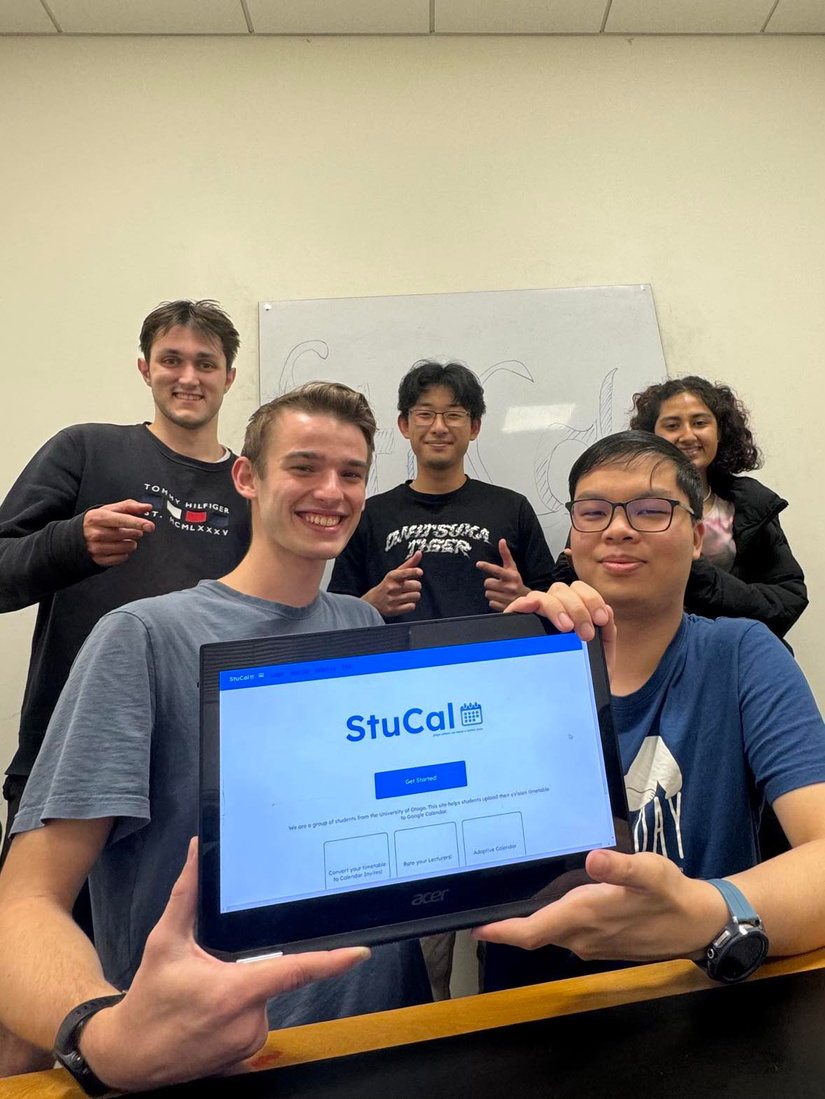 TOMMY HILFIGER
EST. MCMLXXXV
ONITSUKA
TIGER
StuCal
StuCal
Get Started!
We are a group of students from the University of Otago. This site helps students upload their eVision timetable
to Google Calendar.
Convert your timetable
to Calendar Invites!
Rate your Lecturers!
Adaptive Calendar
acer